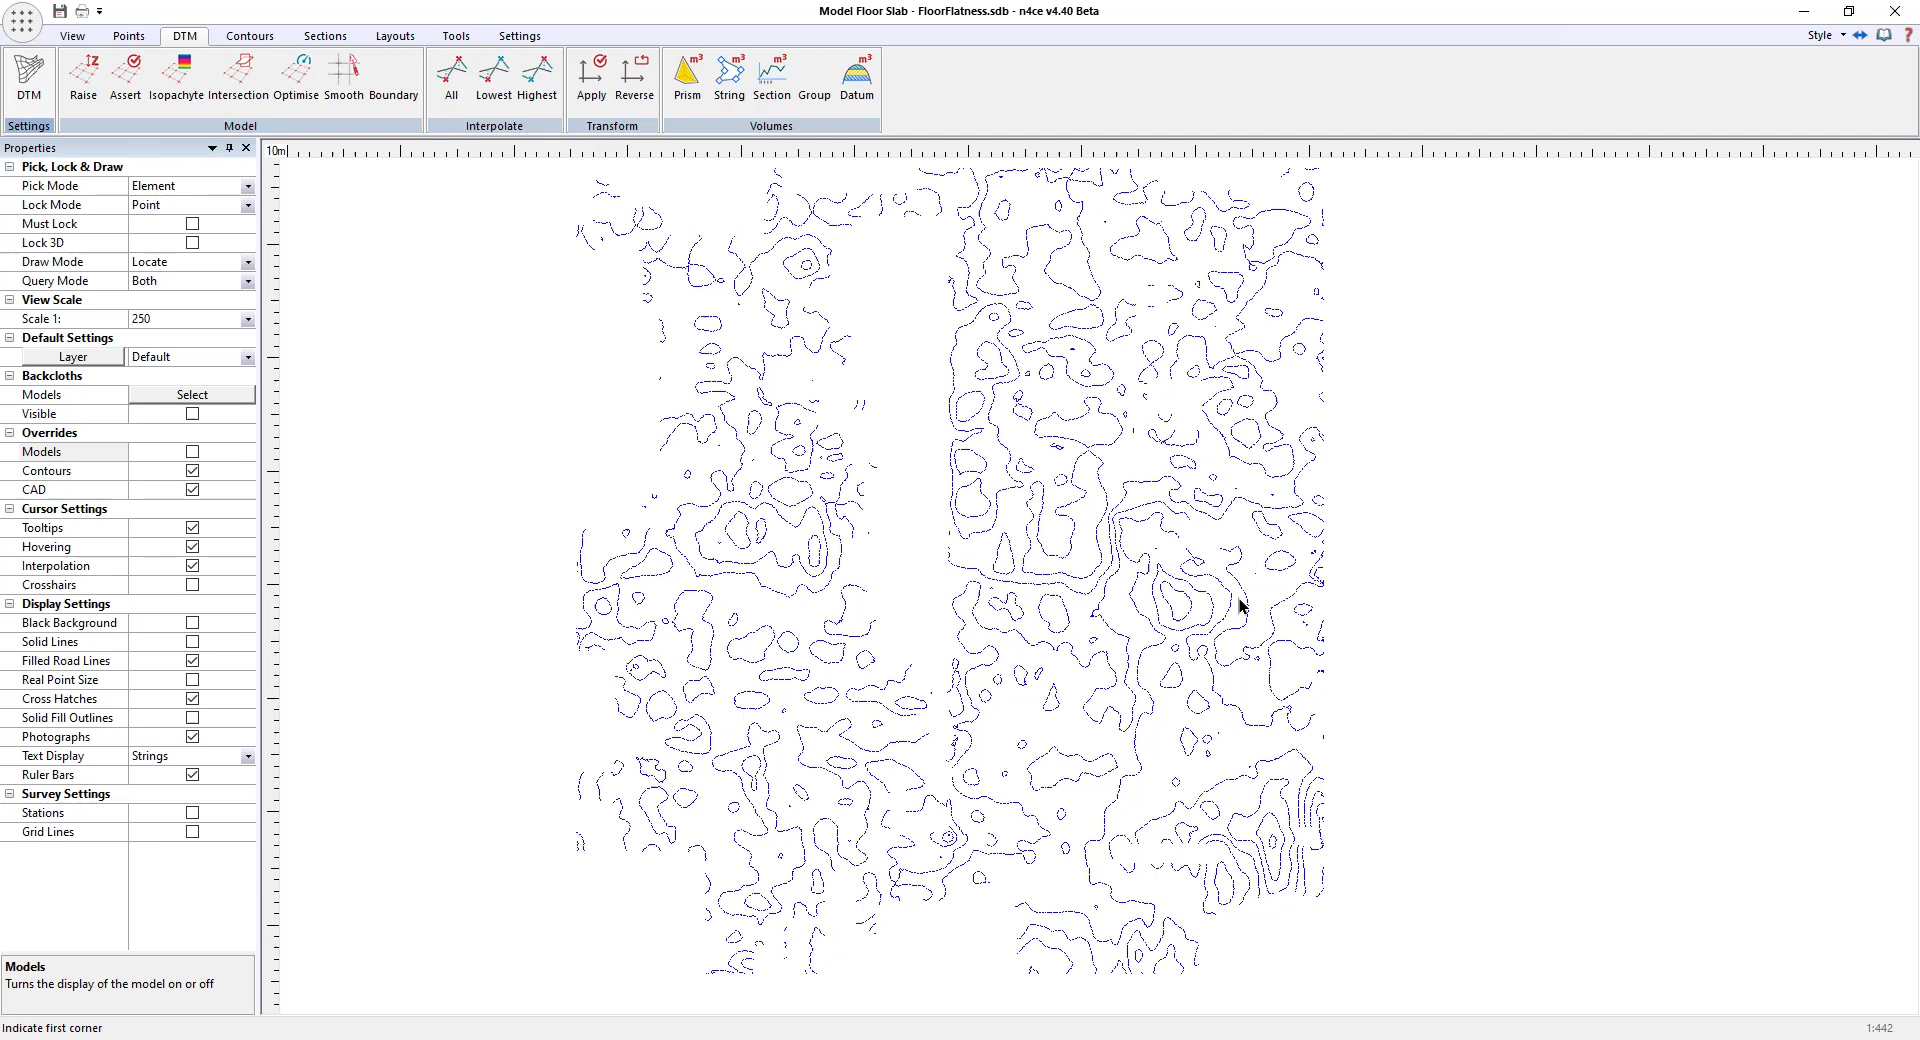 Model Floor Slab - FloorFlatness.sdb - n4ce v4.40 Beta
View Points DTM Contours Sections Layouts Tools Settings
Style
DTM Raise Assert Isopachyte Intersection Optimise Smooth Boundary All Lowest Highest Apply Reverse Prism String Section Group Datum
Settings Model Interpolate Transform Volumes
Properties
10m
Pick, Lock & Draw
Pick Mode Element
Lock Mode Point
Must Lock
Lock 3D
Draw Mode Locate
Query Mode Both
View Scale
Scale 1: 250
Default Settings
Layer Default
Backcloths
Models Select
Visible
Overrides
Models
Contours
CAD
Cursor Settings
Tooltips
Hovering
Interpolation
Crosshairs
Display Settings
Black Background
Solid Lines
Filled Road Lines
Real Point Size
Cross Hatches
Solid Fill Outlines
Photographs
Text Display Strings
Ruler Bars
Survey Settings
Stations
Grid Lines
Models
Turns the display of the model on or off
Indicate first corner
1:442